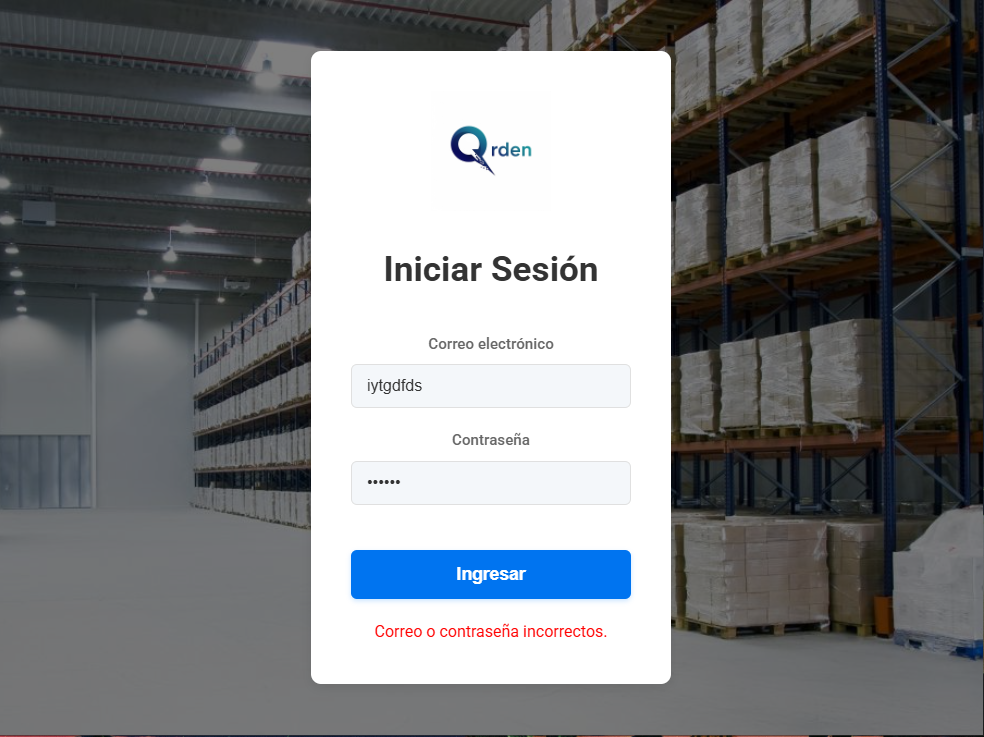 Qrden
Iniciar Sesión
Correo electrónico
iytgdfds
Contraseña
••••••
Ingresar
Correo o contraseña incorrectos.